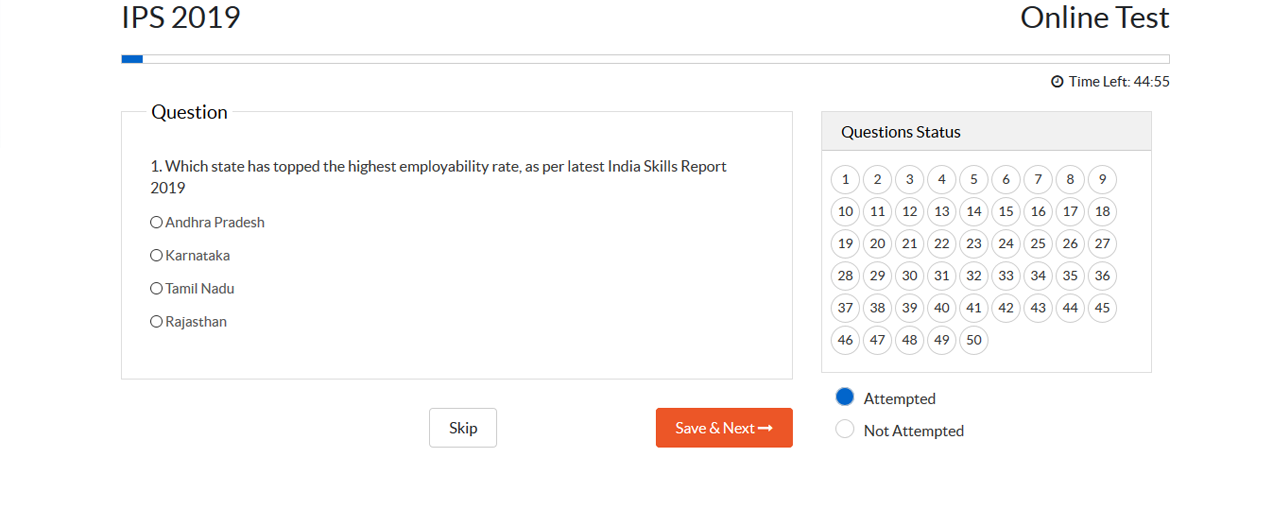 IPS 2019
Online Test
Time Left: 44:55
Question
1. Which state has topped the highest employability rate, as per latest India Skills Report
2019
Andhra Pradesh
Karnataka
Tamil Nadu
Rajasthan
Skip
Save & Next
Questions Status
1 2 3 4 5 6 7 8 9
10 11 12 13 14 15 16 17 18
19 20 21 22 23 24 25 26 27
28 29 30 31 32 33 34 35 36
37 38 39 40 41 42 43 44 45
46 47 48 49 50
Attempted
Not Attempted